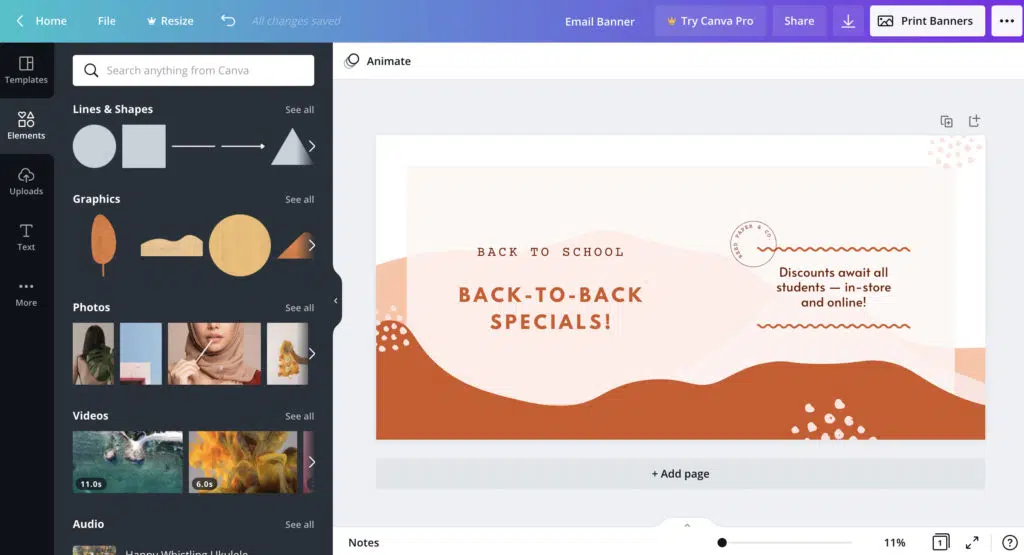 Home
File
Resize
All changes saved
Email Banner
Try Canva Pro
Share
Print Banners
Templates
Elements
Uploads
Text
More
Search anything from Canva
Lines & Shapes
See all
Graphics
See all
Photos
See all
Videos
See all
11.0s
6.0s
Audio
See all
Happy Whistling Ukulele
Animate
BACK TO SCHOOL
BACK-TO-BACK
SPECIALS!
REED PAPER & CO.
Discounts await all
students — in-store
and online!
+ Add page
Notes
11%
1
?